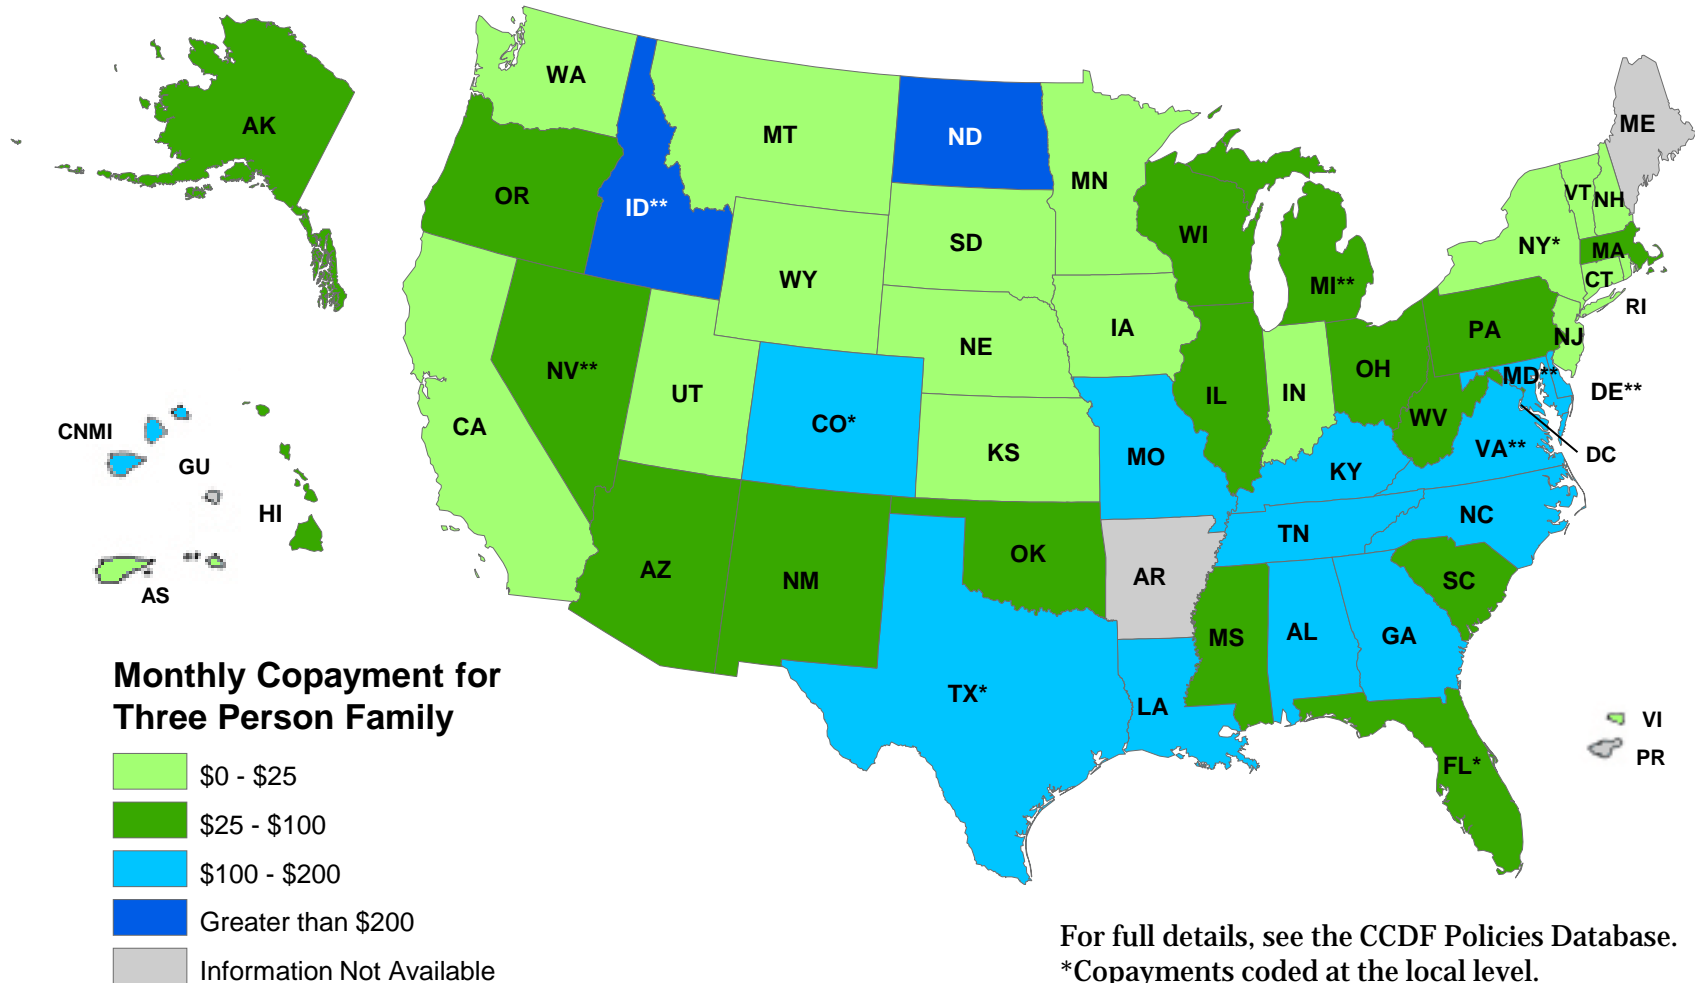 WA
AK
MT
ND
ME
MN
OR
ID**
VT
NH
SD
WI
NY*
MA
WY
MI**
CT
RI
IA
PA
NE
NJ
NV**
OH
MD**
UT
IL
IN
DE**
CO*
WV
CA
CNMI
KS
MO
VA**
DC
GU
KY
HI
NC
TN
OK
AZ
NM
AR
SC
AS
MS
AL
GA
TX*
LA
VI
PR
FL*
Monthly Copayment for
Three Person Family
$0 - $25
$25 - $100
$100 - $200
Greater than $200
Information Not Available
For full details, see the CCDF Policies Database.
*Copayments coded at the local level.